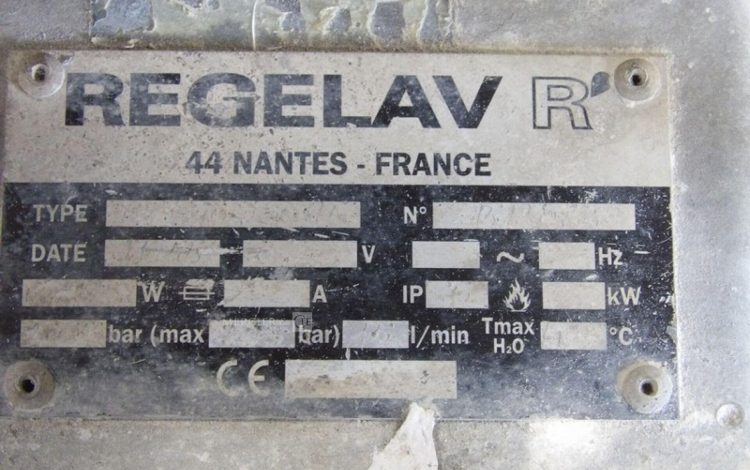 REGELAV R
44 NANTES - FRANCE
TYPE N°
DATE V ~ Hz
W A IP kW
bar (max bar) l/min Tmax H₂O °C
CE